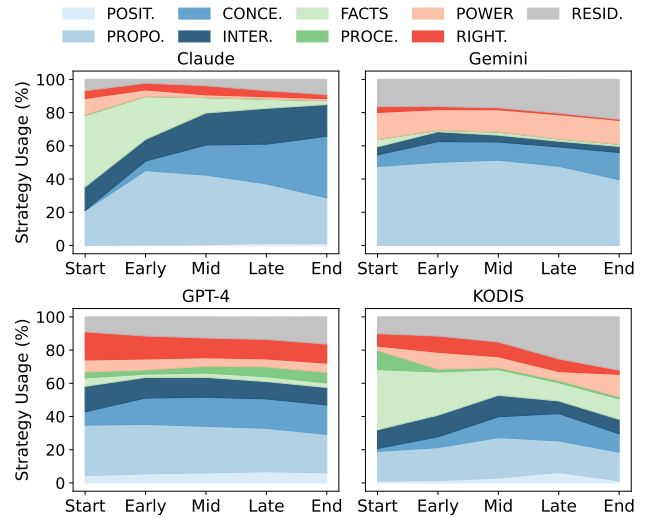 POSIT. CONCE. FACTS POWER RESID.
PROPO. INTER. PROCE. RIGHT.
Claude Gemini
Strategy Usage (%)
100
80
60
40
20
0
Start Early Mid Late End Start Early Mid Late End
GPT-4 KODIS
Strategy Usage (%)
100
80
60
40
20
0
Start Early Mid Late End Start Early Mid Late End